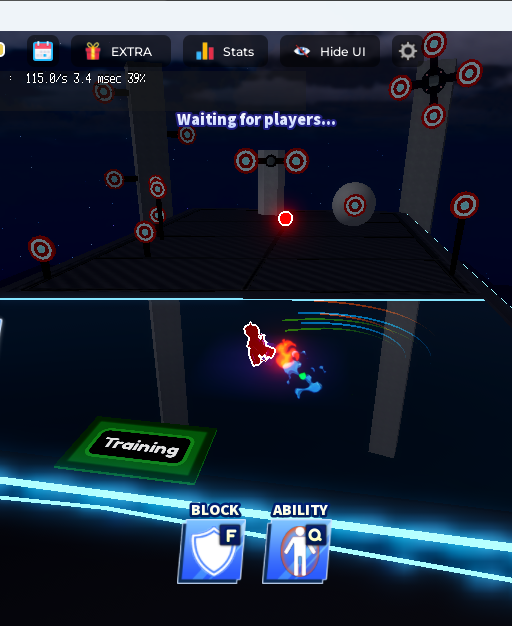 EXTRA
Stats
Hide UI
: 115.0/s 3.4 msec 39%
Waiting for players...
Training
BLOCK
ABILITY
F
Q